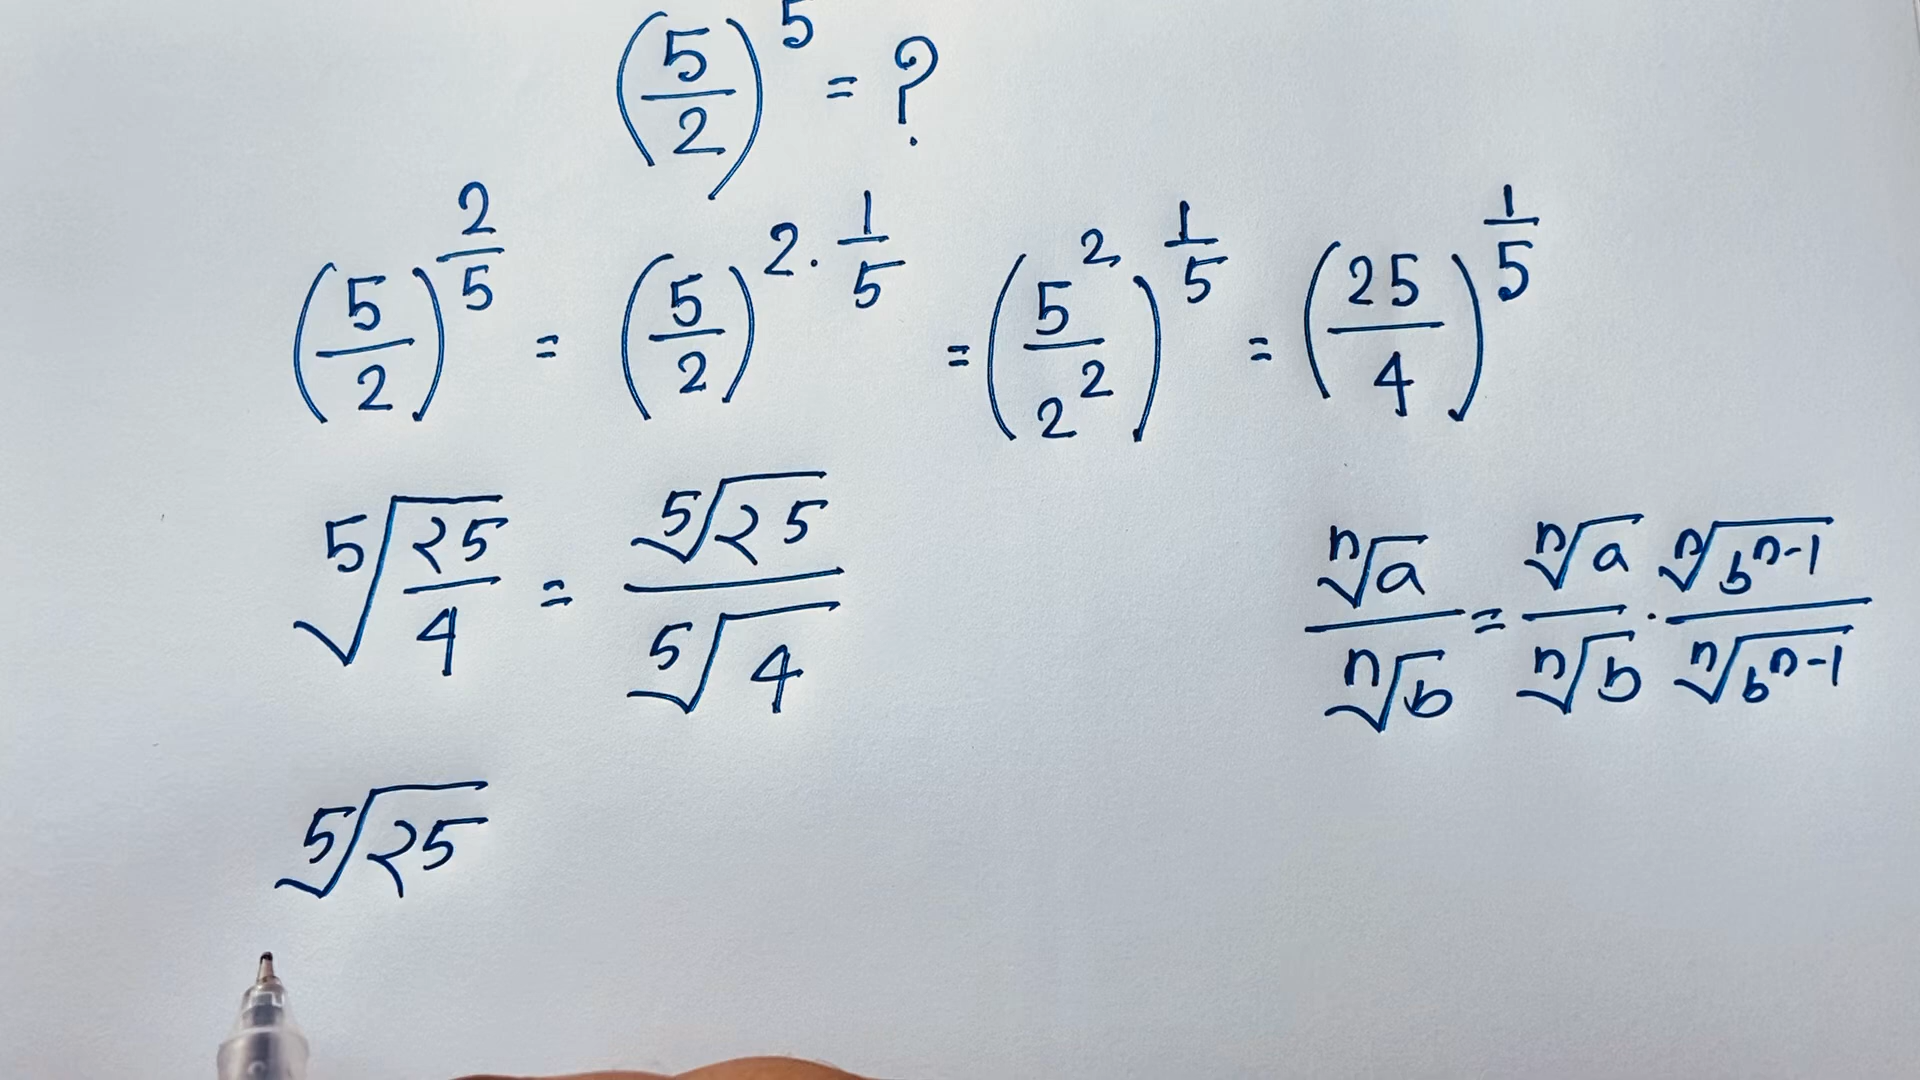 (5/2)^5 = ?
(5/2)^(2/5) = (5/2)^(2·1/5) = (5^2/2^2)^(1/5) = (25/4)^(1/5)
⁵√(25/4) = ⁵√25/⁵√4
ⁿ√a/ⁿ√b = ⁿ√a/ⁿ√b · ⁿ√(b^(n-1))/ⁿ√(b^(n-1))
⁵√25